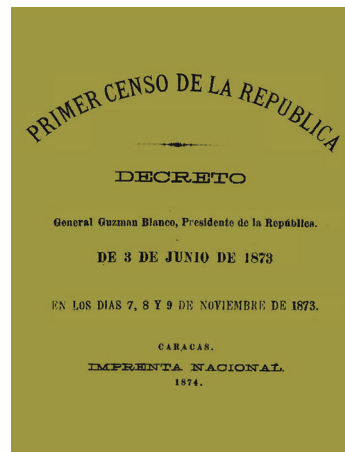 PRIMER CENSO DE LA REPUBLICA
DECRETO
General Guzman Blanco, Presidente de la República.
DE 3 DE JUNIO DE 1873
EN LOS DIAS 7, 8 Y 9 DE NOVIEMBRE DE 1873.
CARACAS.
IMPRENTA NACIONAL.
1874.